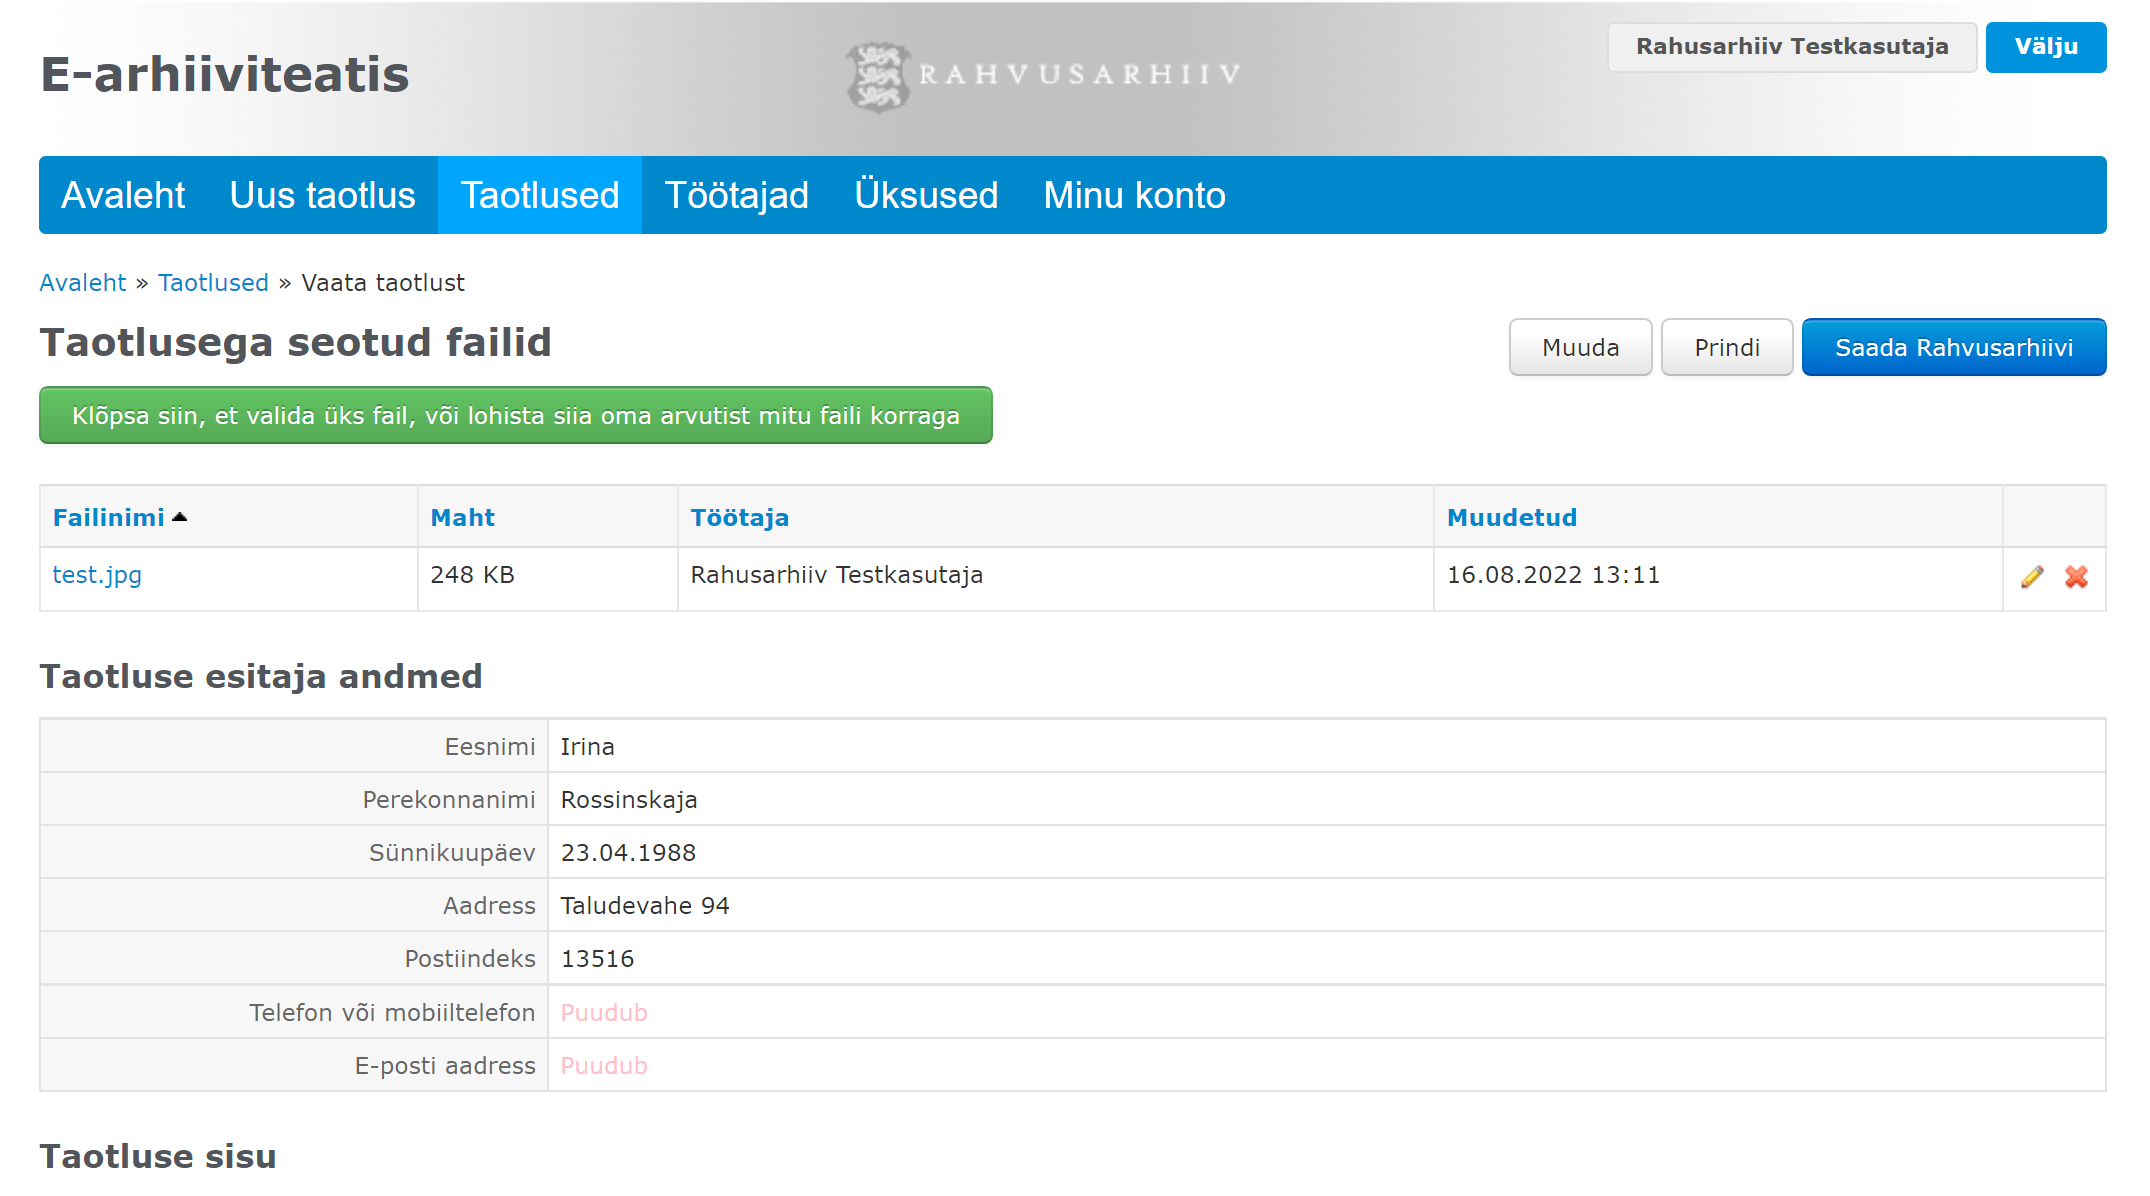 E-arhiiviteatis
RAHVUSARHIIV
Rahusarhiiv Testkasutaja
Välju
Avaleht Uus taotlus Taotlused Töötajad Üksused Minu konto
Avaleht » Taotlused » Vaata taotlust
Taotlusega seotud failid
Muuda Prindi Saada Rahvusarhiivi
Klõpsa siin, et valida üks fail, või lohista siia oma arvutist mitu faili korraga
Failinimi Maht Töötaja Muudetud
test.jpg 248 KB Rahusarhiiv Testkasutaja 16.08.2022 13:11
Taotluse esitaja andmed
Eesnimi Irina
Perekonnanimi Rossinskaja
Sünnikuupäev 23.04.1988
Aadress Taludevahe 94
Postiindeks 13516
Telefon või mobiiltelefon Puudub
E-posti aadress Puudub
Taotluse sisu